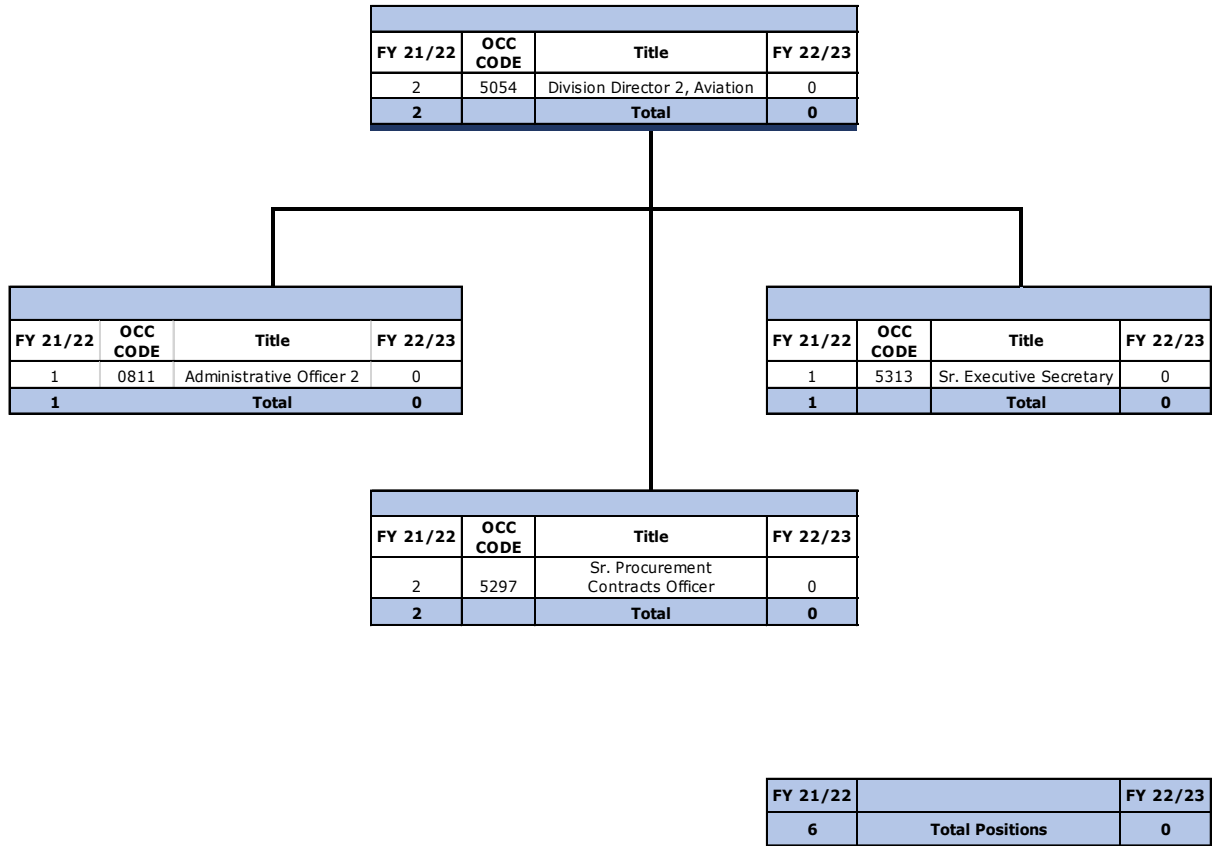 FY 21/22 OCC CODE Title FY 22/23
2 5054 Division Director 2, Aviation 0
2 Total 0
FY 21/22 OCC CODE Title FY 22/23
1 0811 Administrative Officer 2 0
1 Total 0
FY 21/22 OCC CODE Title FY 22/23
1 5313 Sr. Executive Secretary 0
1 Total 0
FY 21/22 OCC CODE Title FY 22/23
2 5297 Sr. Procurement Contracts Officer 0
2 Total 0
FY 21/22 FY 22/23
6 Total Positions 0